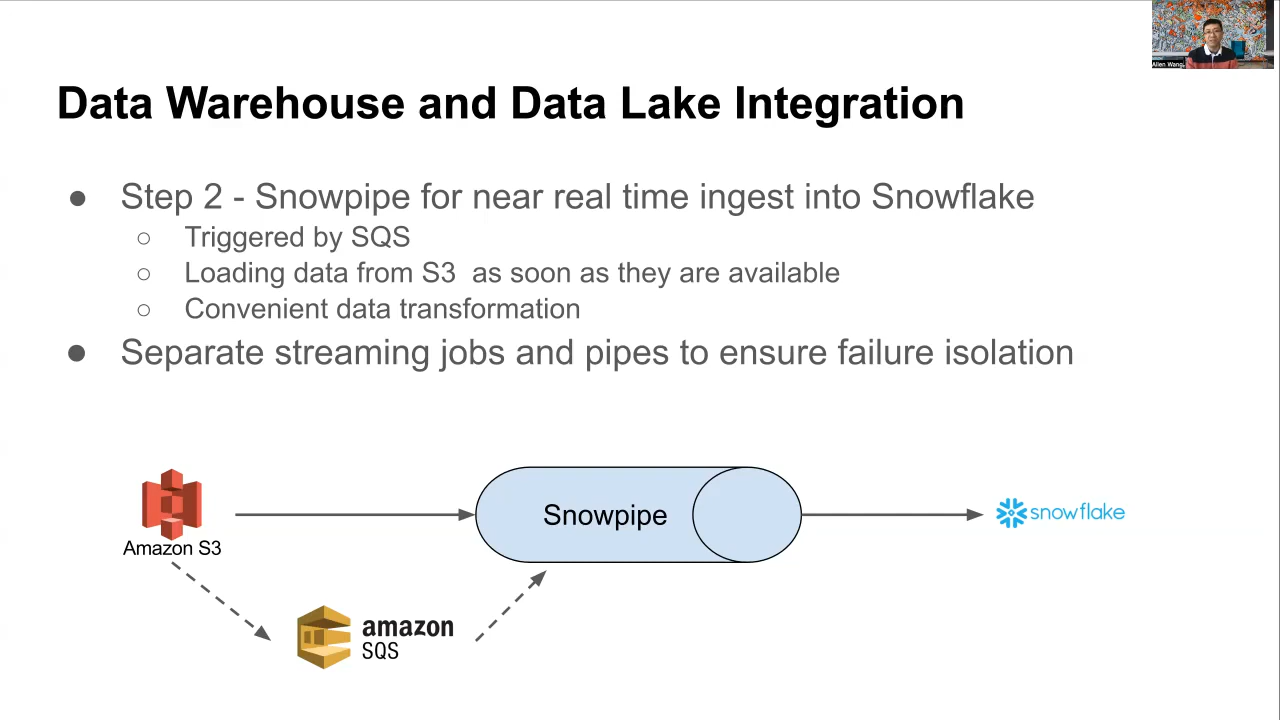 Allen Wang
Data Warehouse and Data Lake Integration
● Step 2 - Snowpipe for near real time ingest into Snowflake
○ Triggered by SQS
○ Loading data from S3  as soon as they are available
○ Convenient data transformation
● Separate streaming jobs and pipes to ensure failure isolation
Snowpipe
snowflake
Amazon S3
amazon
SQS